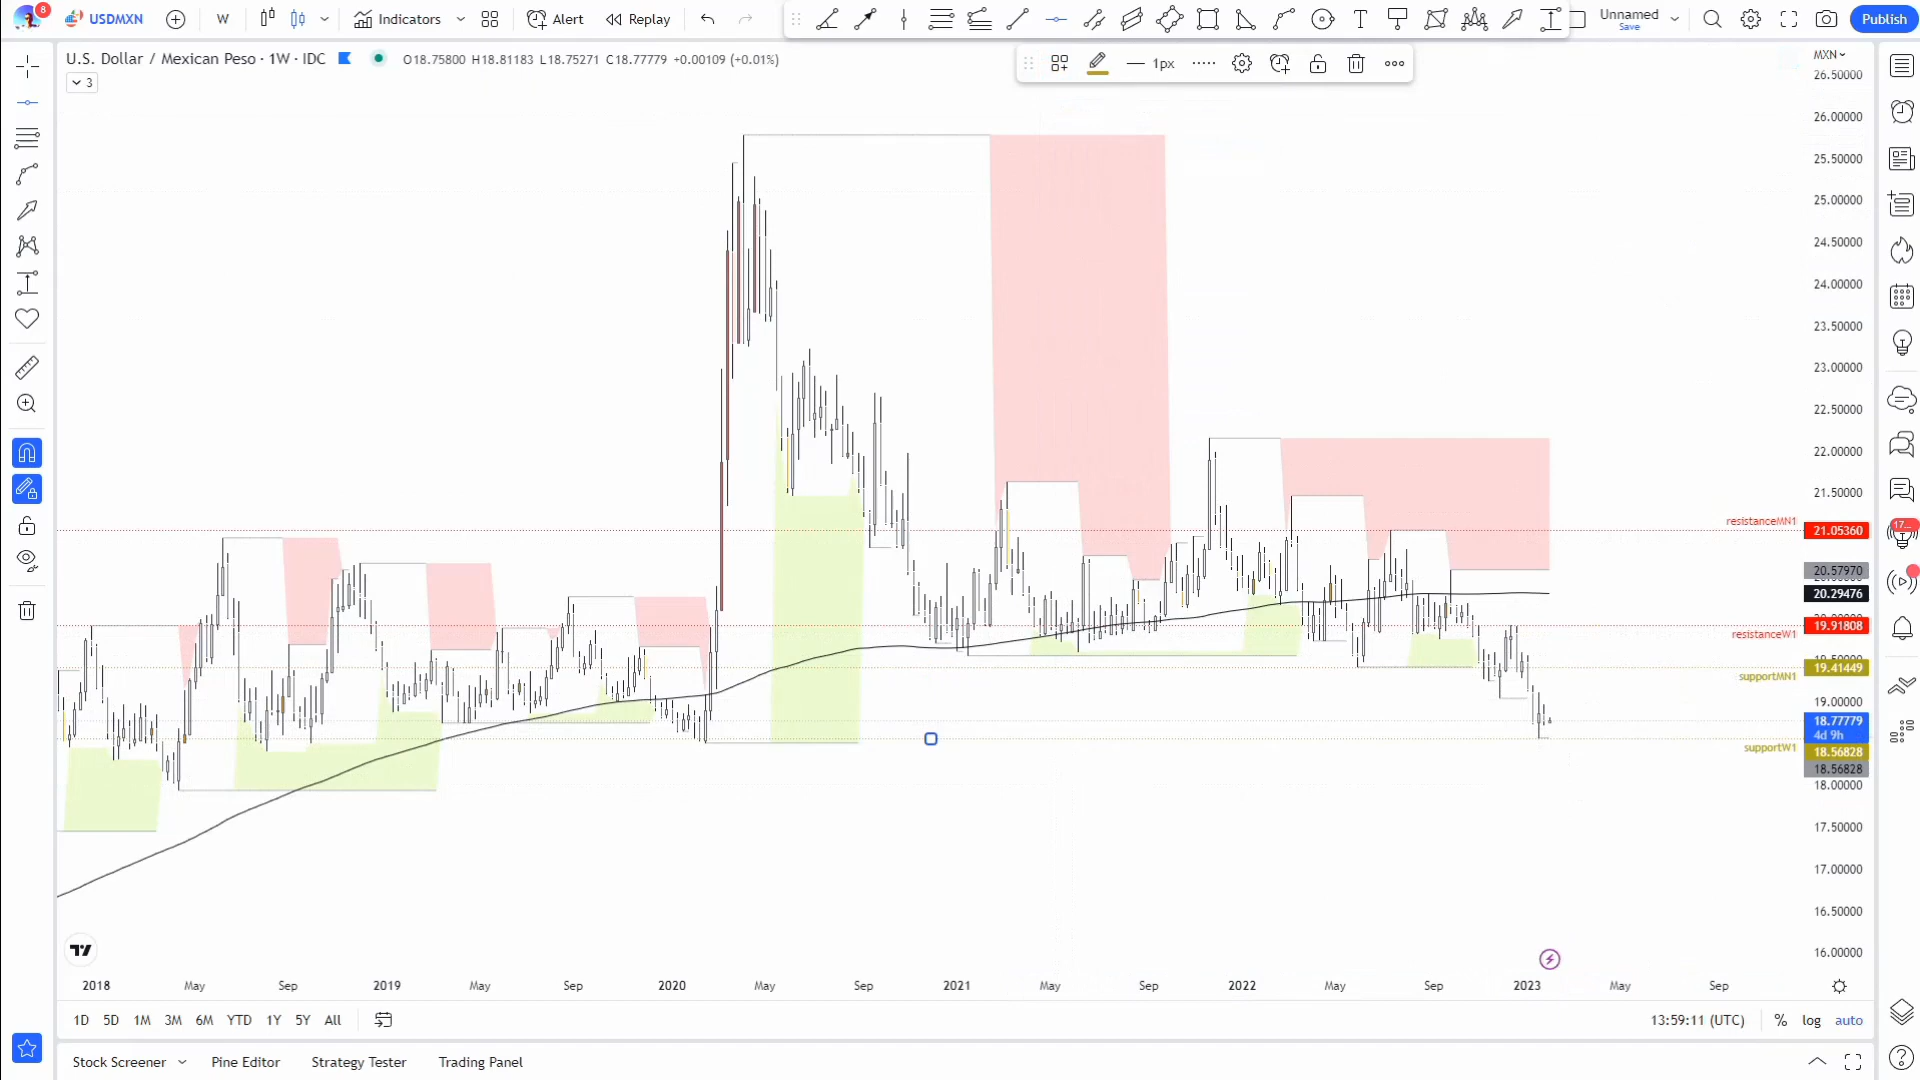 8
USDMXN
W
Indicators
Alert
Replay
Unnamed
Save
Publish
U.S. Dollar / Mexican Peso · 1W · IDC
O18.75800 H18.81183 L18.75271 C18.77779 +0.00109 (+0.01%)
1px
3
MXN
26.50000
26.00000
25.50000
25.00000
24.50000
24.00000
23.50000
23.00000
22.50000
22.00000
21.50000
resistanceMN1
21.05360
20.57970
20.29476
19.91808
resistanceW1
19.41449
supportMN1
19.00000
18.77779
4d 9h
supportW1
18.56828
18.56828
18.00000
17.50000
17.00000
16.50000
16.00000
17...
2018 May Sep 2019 May Sep 2020 May Sep 2021 May Sep 2022 May Sep 2023 May Sep
1D 5D 1M 3M 6M YTD 1Y 5Y All
13:59:11 (UTC) % log auto
Stock Screener Pine Editor Strategy Tester Trading Panel